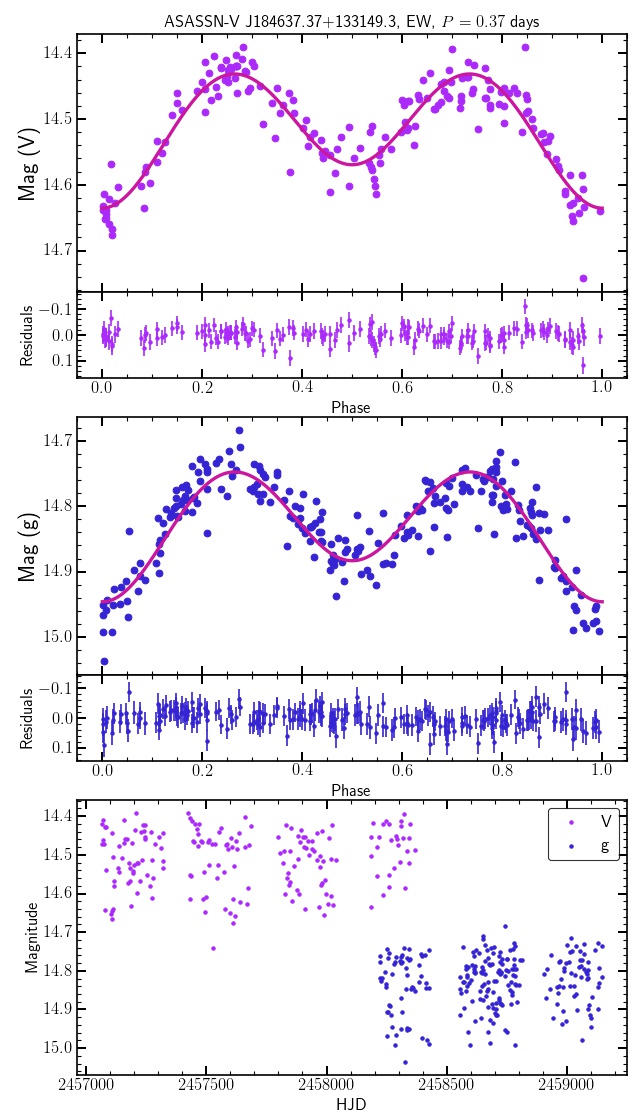 ASASSN-V J184637.37+133149.3, EW, P = 0.37 days
14.4
14.5
14.6
14.7
Mag (V)
−0.1
0.0
0.1
Residuals
0.0 0.2 0.4 0.6 0.8 1.0
Phase
14.7
14.8
14.9
15.0
Mag (g)
−0.1
0.0
0.1
Residuals
0.0 0.2 0.4 0.6 0.8 1.0
Phase
14.4
14.5
14.6
14.7
14.8
14.9
15.0
Magnitude
V
g
2457000 2457500 2458000 2458500 2459000
HJD